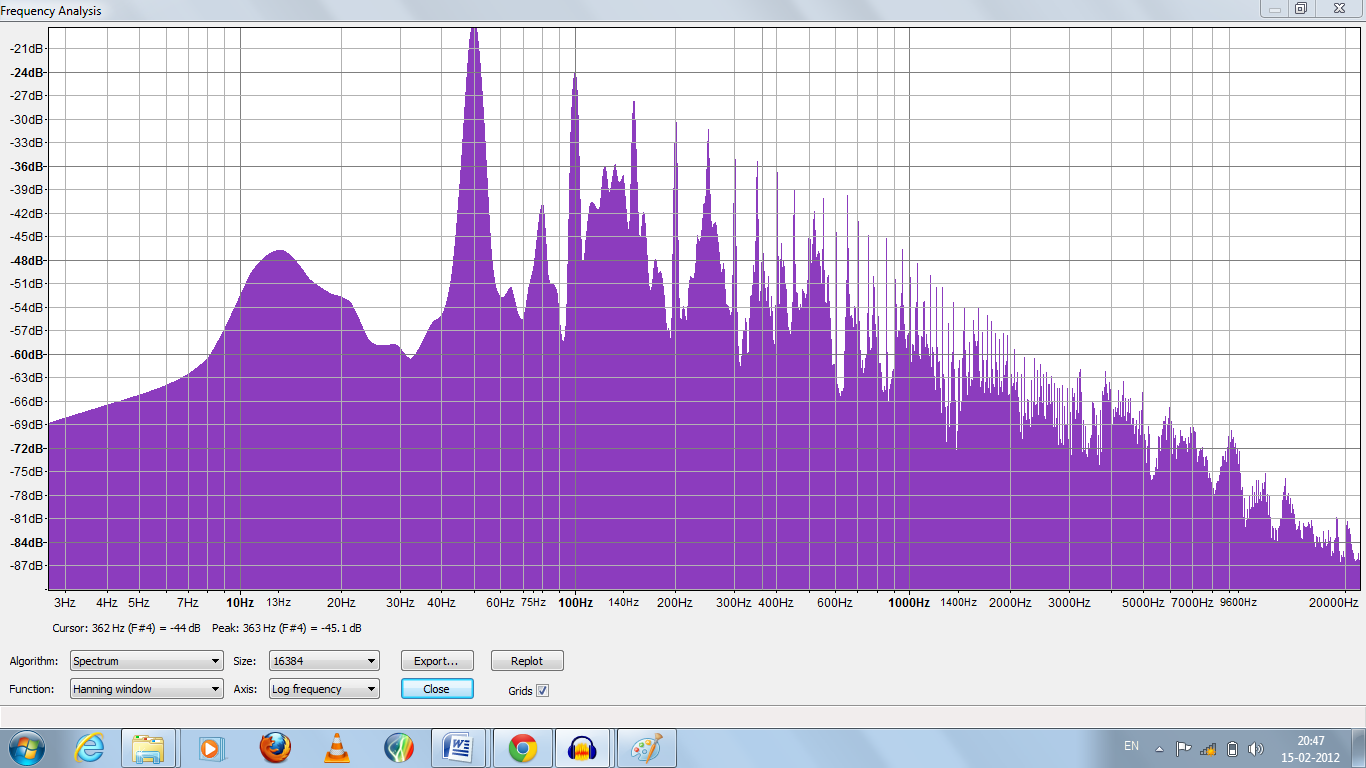 Frequency Analysis
-21dB
-24dB
-27dB
-30dB
-33dB
-36dB
-39dB
-42dB
-45dB
-48dB
-51dB
-54dB
-57dB
-60dB
-63dB
-66dB
-69dB
-72dB
-75dB
-78dB
-81dB
-84dB
-87dB
3Hz 4Hz 5Hz 7Hz 10Hz 13Hz 20Hz 30Hz 40Hz 60Hz 75Hz 100Hz 140Hz 200Hz 300Hz 400Hz 600Hz 1000Hz 1400Hz 2000Hz 3000Hz 5000Hz 7000Hz 9600Hz 20000Hz
Cursor: 362 Hz (F#4) = -44 dB Peak: 363 Hz (F#4) = -45.1 dB
Algorithm: Spectrum Size: 16384 Export... Replot
Function: Hanning window Axis: Log frequency Close Grids
EN 20:47
15-02-2012